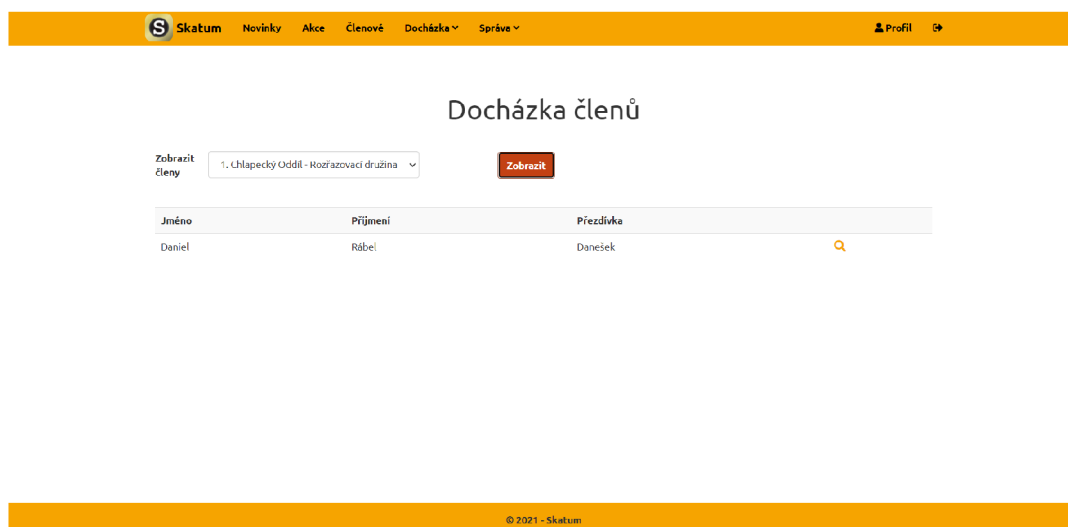 S Skatum Novinky Akce Členové Docházka Správa Profil
Docházka členů
Zobrazit členy 1. Chlapecký Oddíl - Rozřazovací družina Zobrazit
Jméno Příjmení Přezdívka
Daniel Rábel Danešek
© 2021 - Skatum